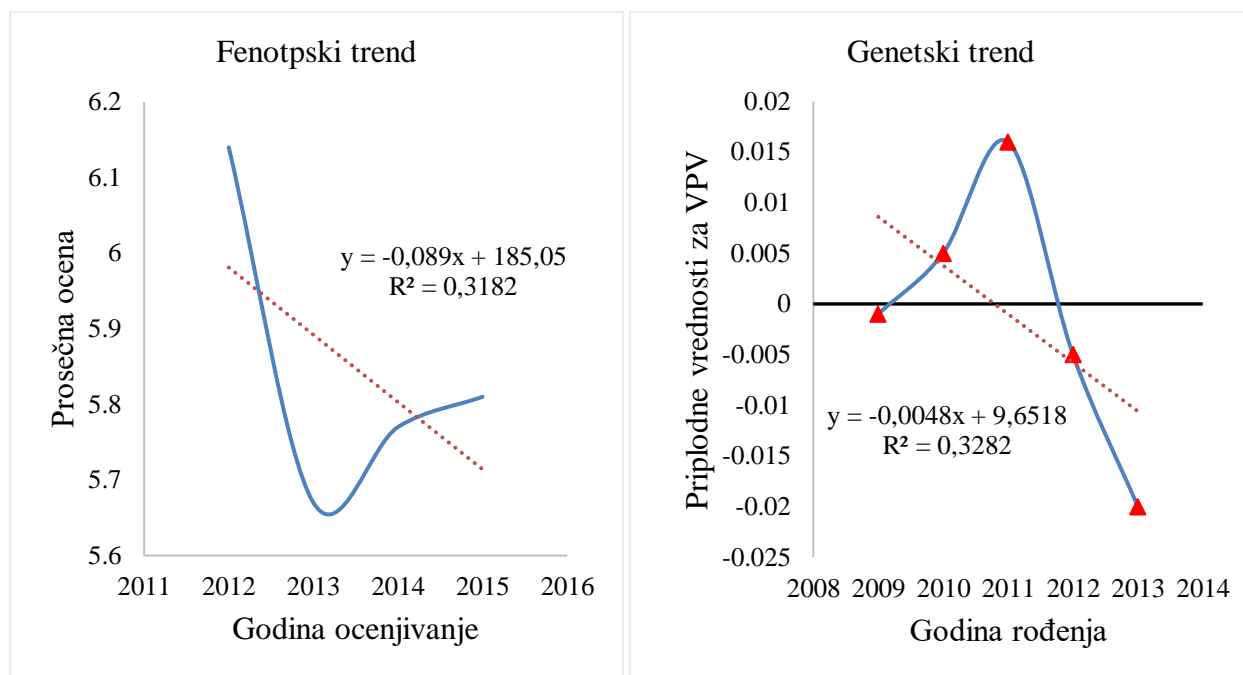 Fenotpski trend
6.2
6.1
6
5.9
5.8
5.7
5.6
2011 2012 2013 2014 2015 2016
Prosečna ocena
Godina ocenjivanje
y = -0,089x + 185,05
R² = 0,3182
Genetski trend
0.02
0.015
0.01
0.005
0
-0.005
-0.01
-0.015
-0.02
-0.025
2008 2009 2010 2011 2012 2013 2014
Priplodne vrednosti za VPV
Godina rođenja
y = -0,0048x + 9,6518
R² = 0,3282